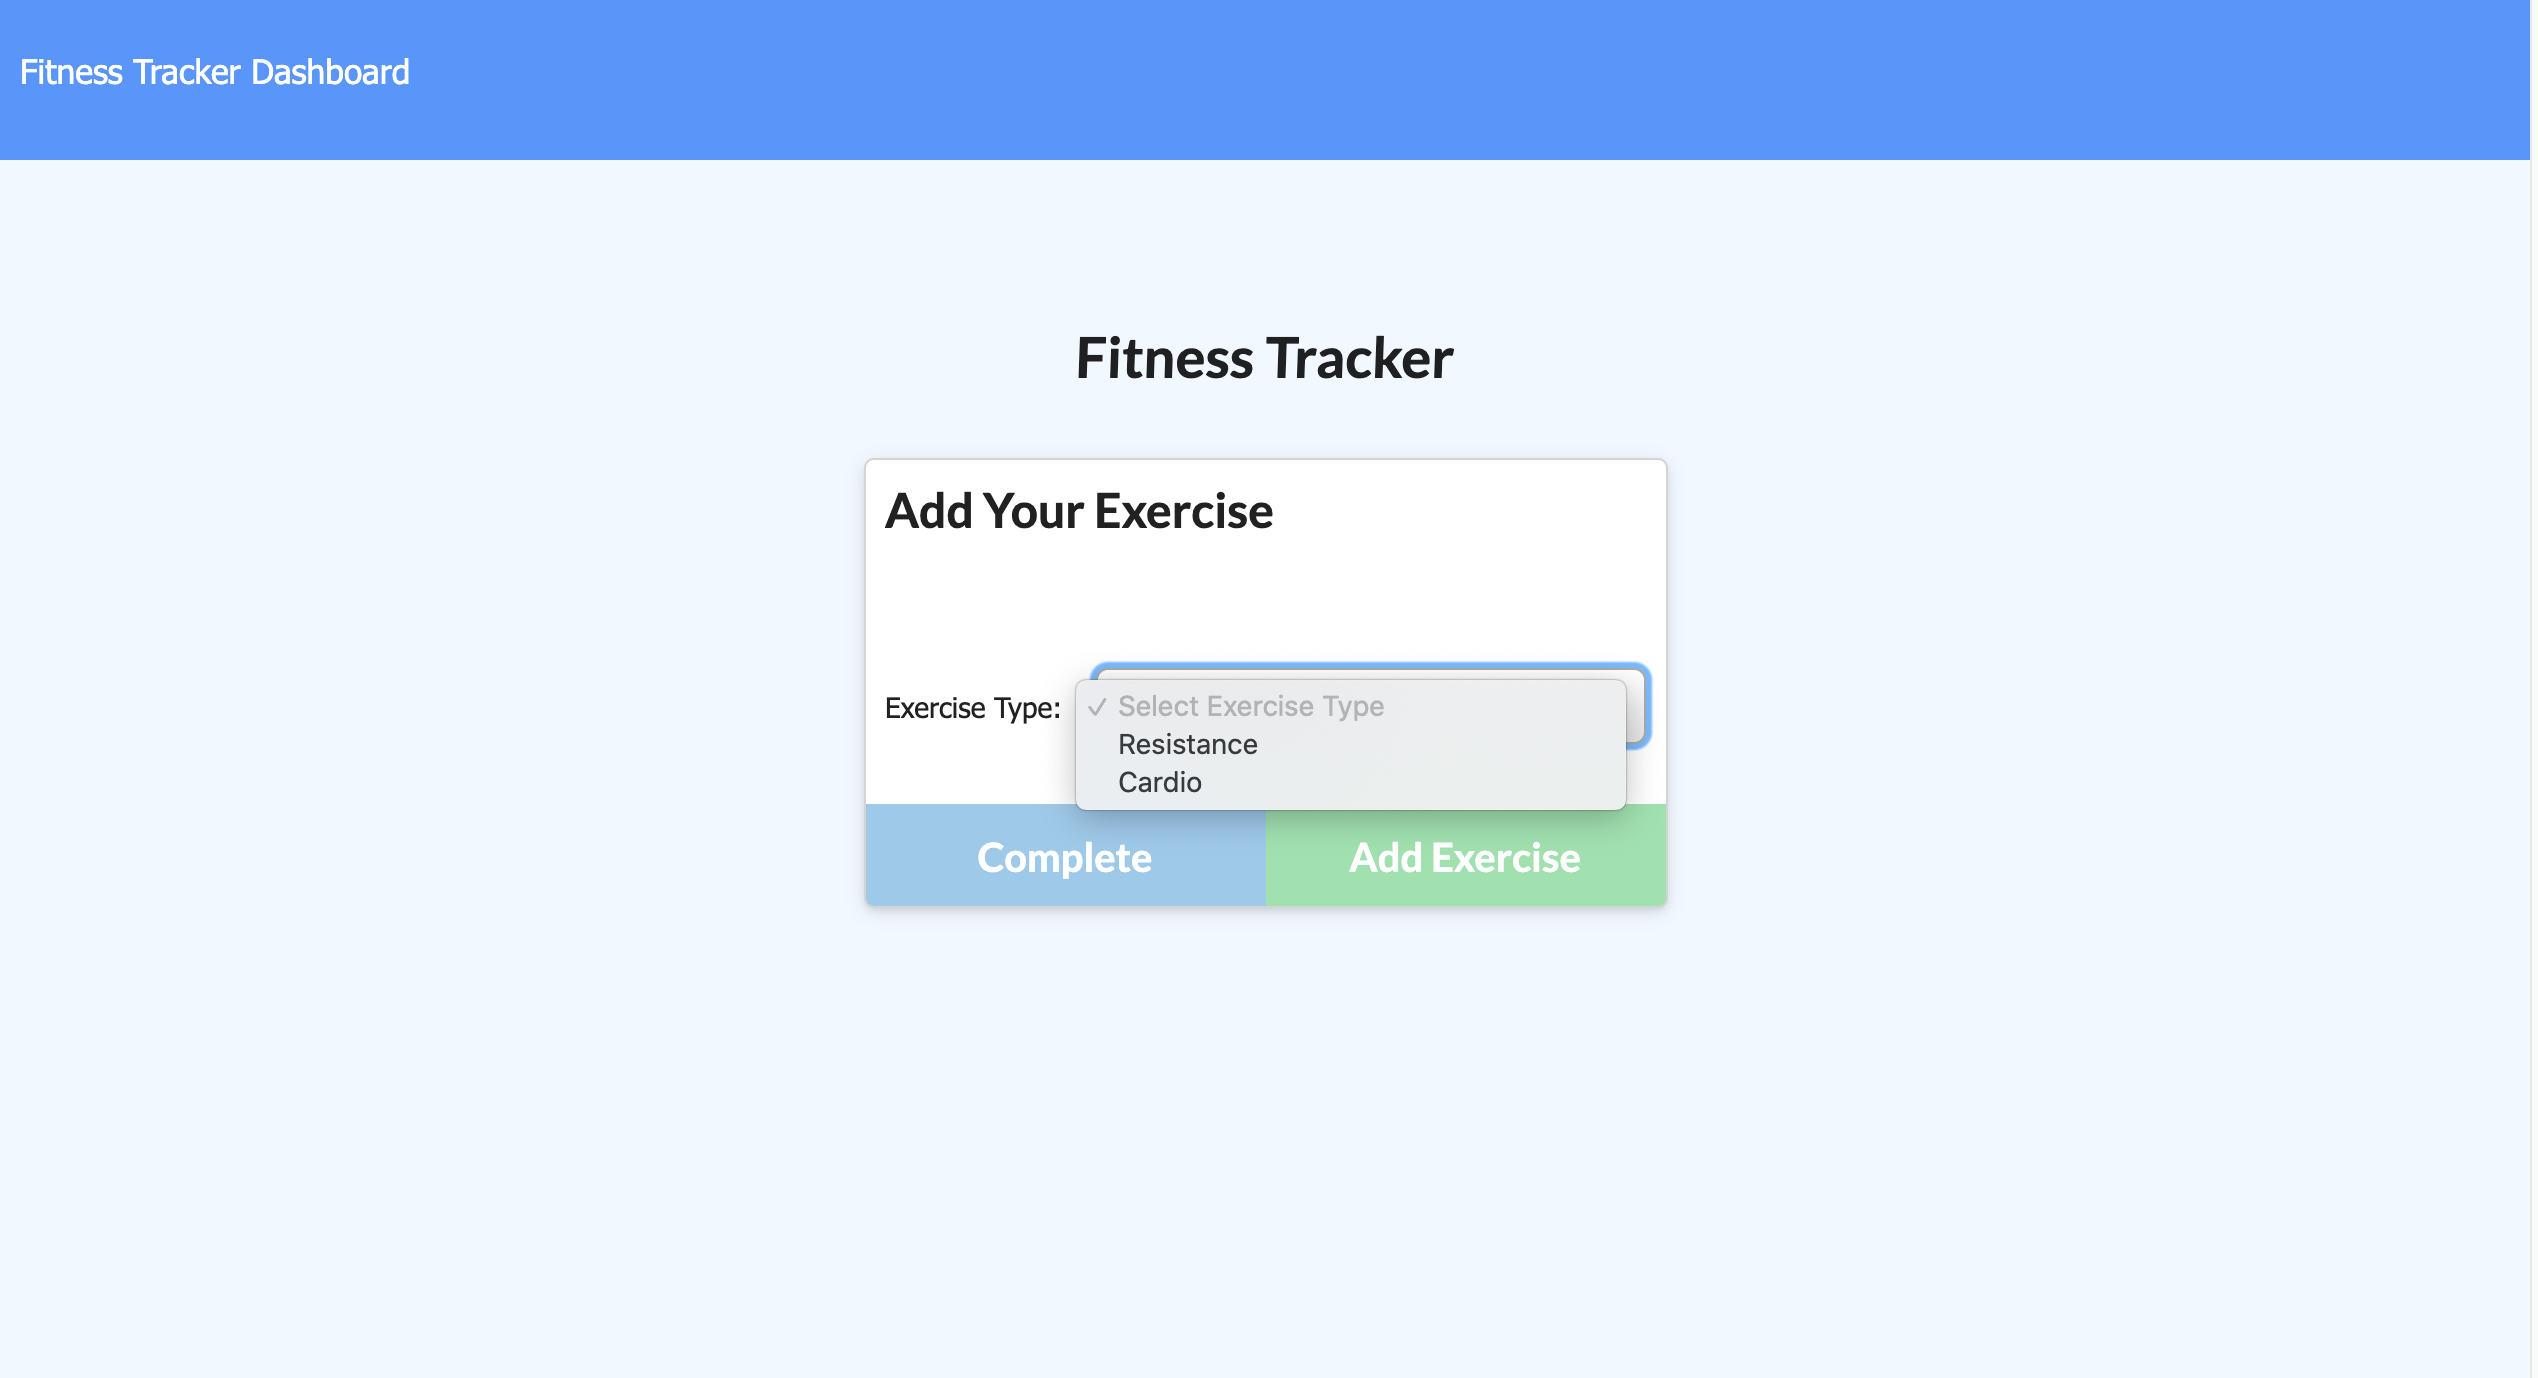 Fitness Tracker Dashboard
Fitness Tracker
Add Your Exercise
Exercise Type:
✓ Select Exercise Type
Resistance
Cardio
Complete
Add Exercise